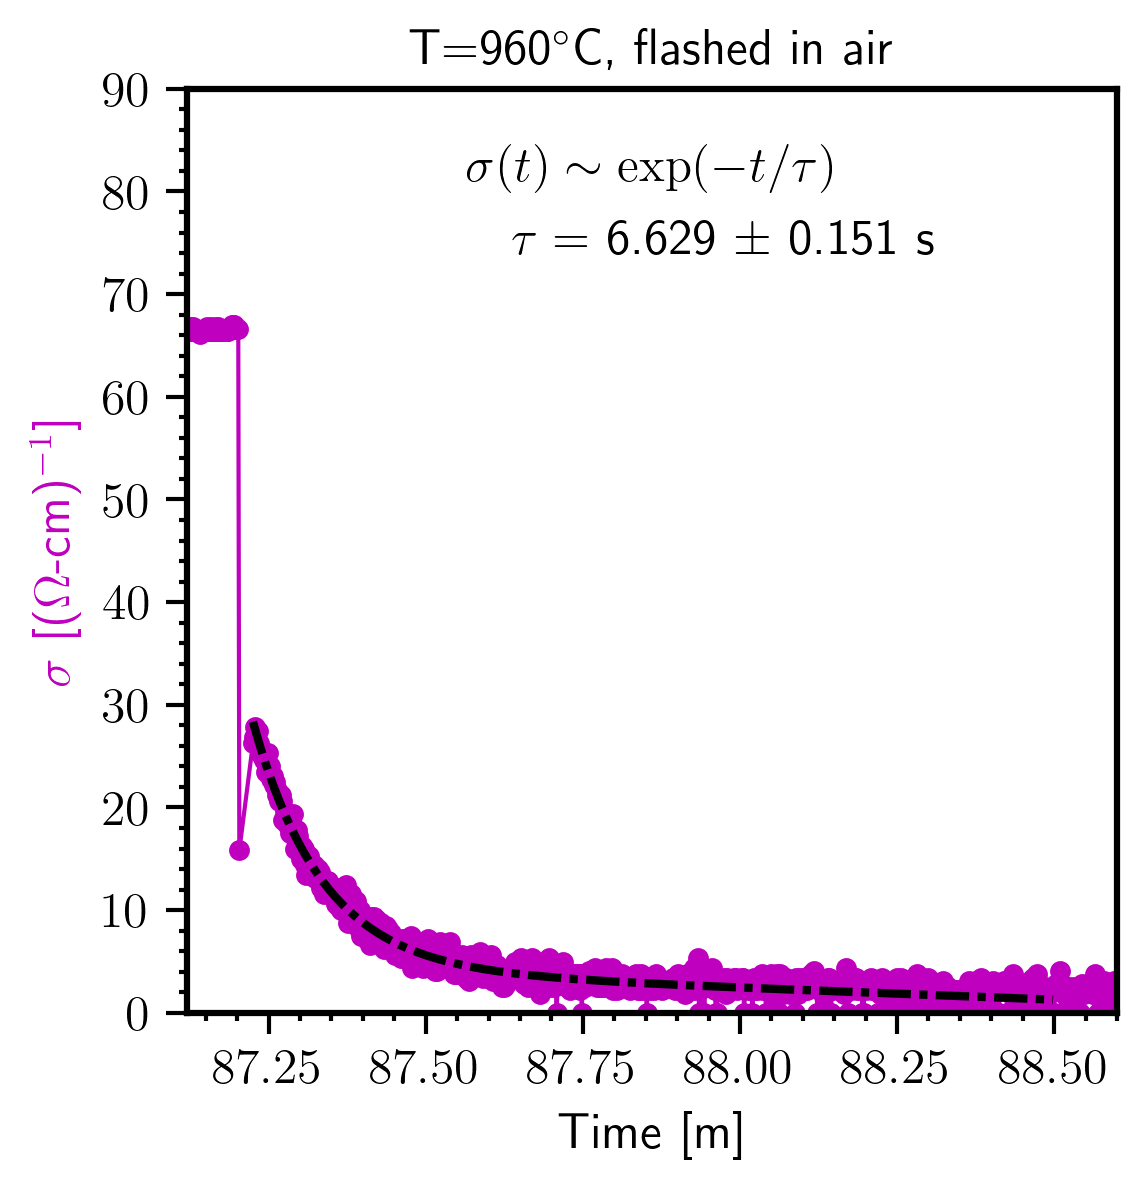 T=960°C, flashed in air
σ(t) ∼ exp(−t/τ)
τ = 6.629 ± 0.151 s
90
80
70
60
50
40
30
20
10
0
σ [(Ω-cm)⁻¹]
87.25 87.50 87.75 88.00 88.25 88.50
Time [m]